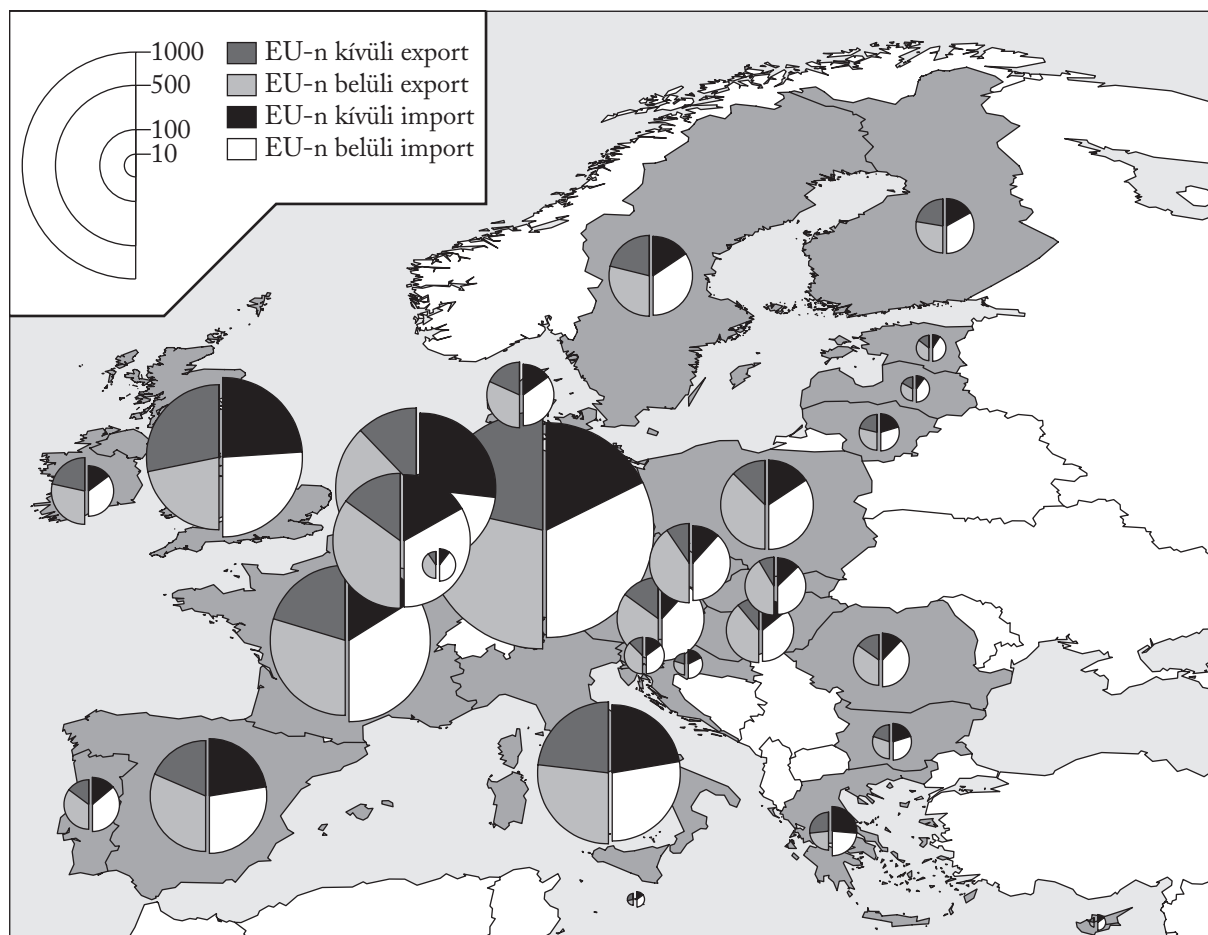 1000
500
100
10
EU-n kívüli export
EU-n belüli export
EU-n kívüli import
EU-n belüli import